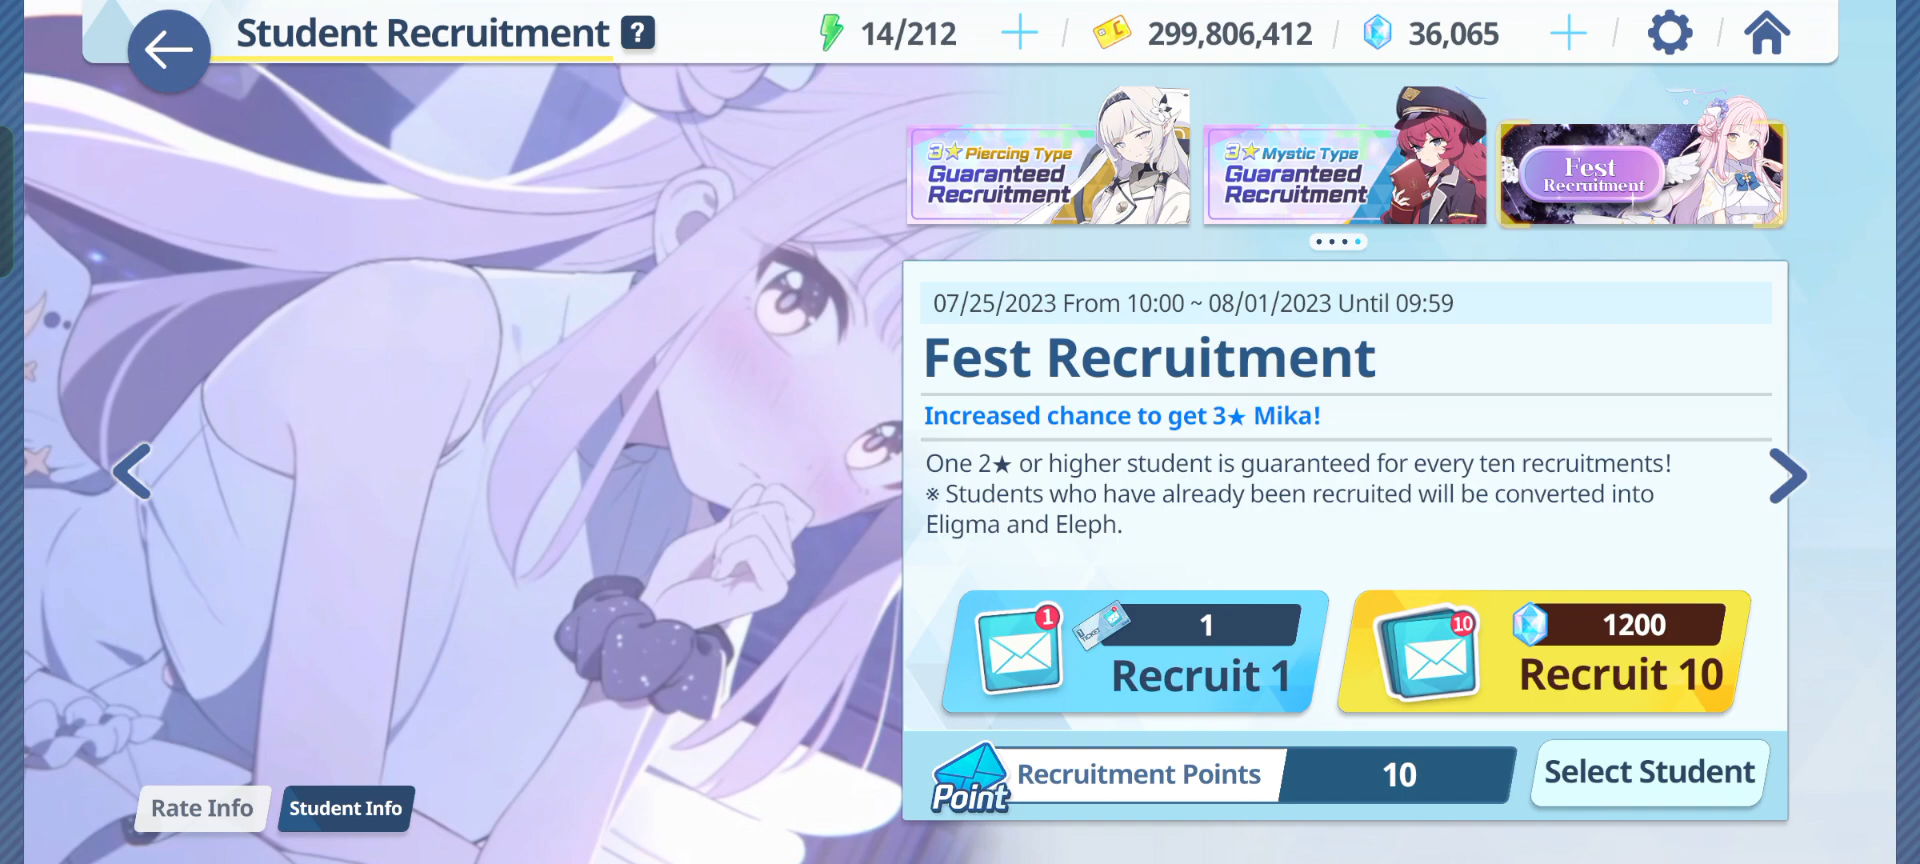 Student Recruitment ?
14/212
299,806,412
36,065
3★ Piercing Type
Guaranteed
Recruitment
3★ Mystic Type
Guaranteed
Recruitment
Fest
Recruitment
07/25/2023 From 10:00 ~ 08/01/2023 Until 09:59
Fest Recruitment
Increased chance to get 3★ Mika!
One 2★ or higher student is guaranteed for every ten recruitments!
※ Students who have already been recruited will be converted into
Eligma and Eleph.
1
TICKET
1
Recruit 1
10
1200
Recruit 10
Point
Recruitment Points
10
Select Student
Rate Info
Student Info